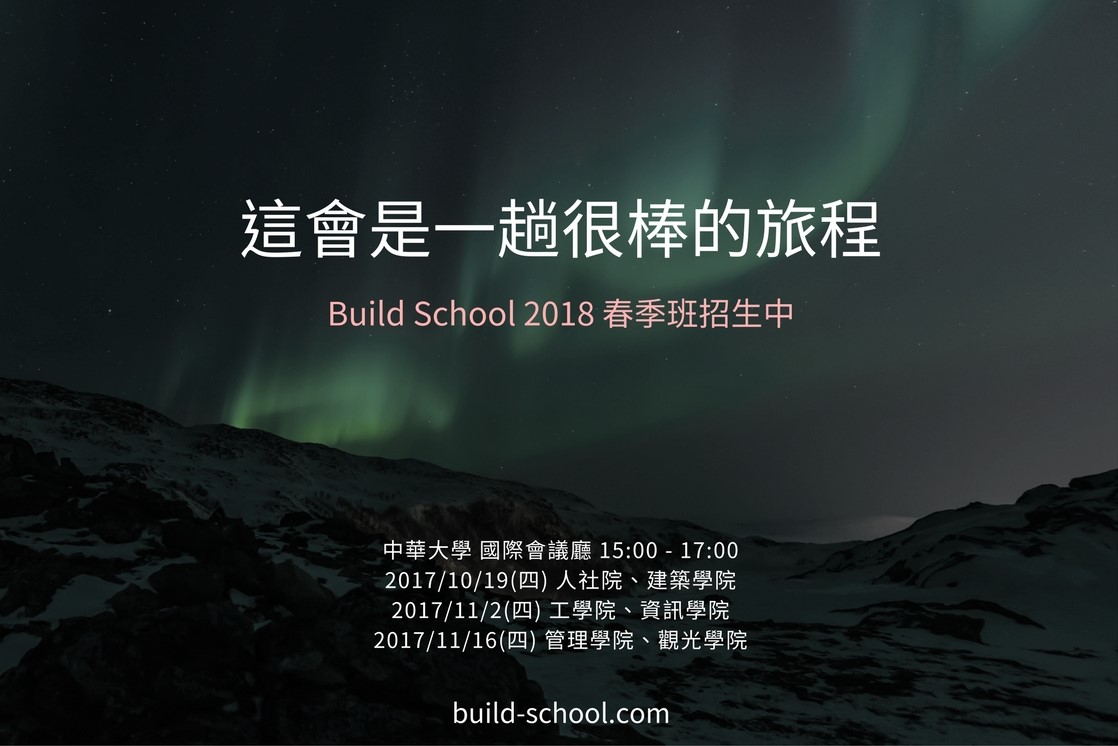 這會是一趟很棒的旅程
Build School 2018 春季班招生中
中華大學 國際會議廳 15:00 - 17:00
2017/10/19(四) 人社院、建築學院
2017/11/2(四) 工學院、資訊學院
2017/11/16(四) 管理學院、觀光學院
build-school.com